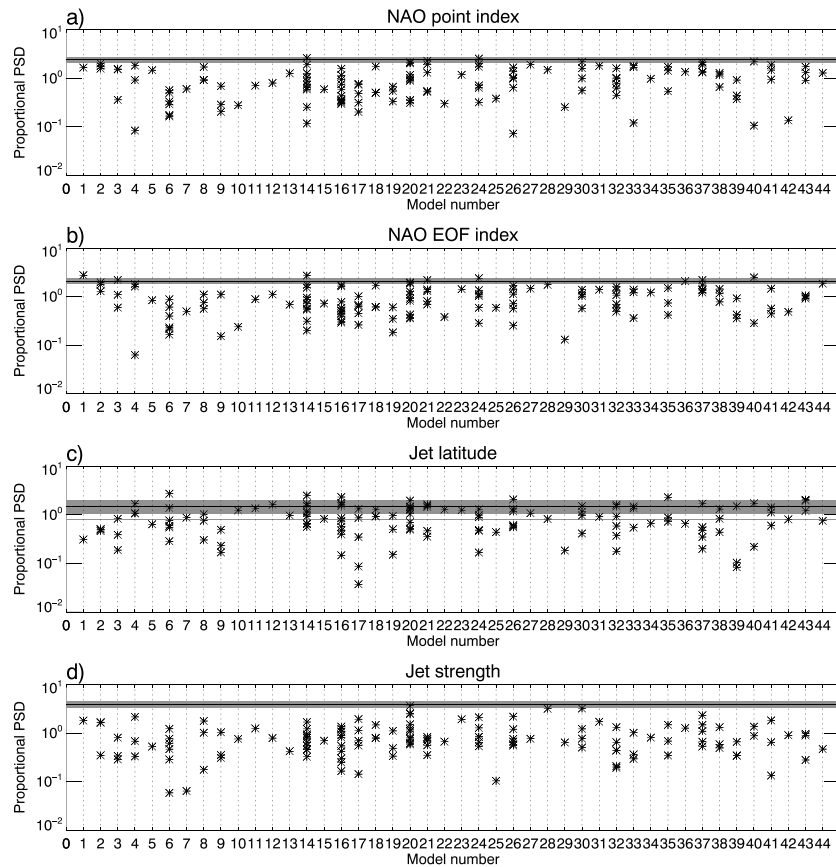 a) NAO point index
Proportional PSD
10^1
10^0
10^-1
10^-2
0 1 2 3 4 5 6 7 8 9 10 11 12 13 14 15 16 17 18 19 20 21 22 23 24 25 26 27 28 29 30 31 32 33 34 35 36 37 38 39 40 41 42 43 44
Model number
b) NAO EOF index
Proportional PSD
10^1
10^0
10^-1
10^-2
0 1 2 3 4 5 6 7 8 9 10 11 12 13 14 15 16 17 18 19 20 21 22 23 24 25 26 27 28 29 30 31 32 33 34 35 36 37 38 39 40 41 42 43 44
Model number
c) Jet latitude
Proportional PSD
10^1
10^0
10^-1
10^-2
0 1 2 3 4 5 6 7 8 9 10 11 12 13 14 15 16 17 18 19 20 21 22 23 24 25 26 27 28 29 30 31 32 33 34 35 36 37 38 39 40 41 42 43 44
Model number
d) Jet strength
Proportional PSD
10^1
10^0
10^-1
10^-2
0 1 2 3 4 5 6 7 8 9 10 11 12 13 14 15 16 17 18 19 20 21 22 23 24 25 26 27 28 29 30 31 32 33 34 35 36 37 38 39 40 41 42 43 44
Model number